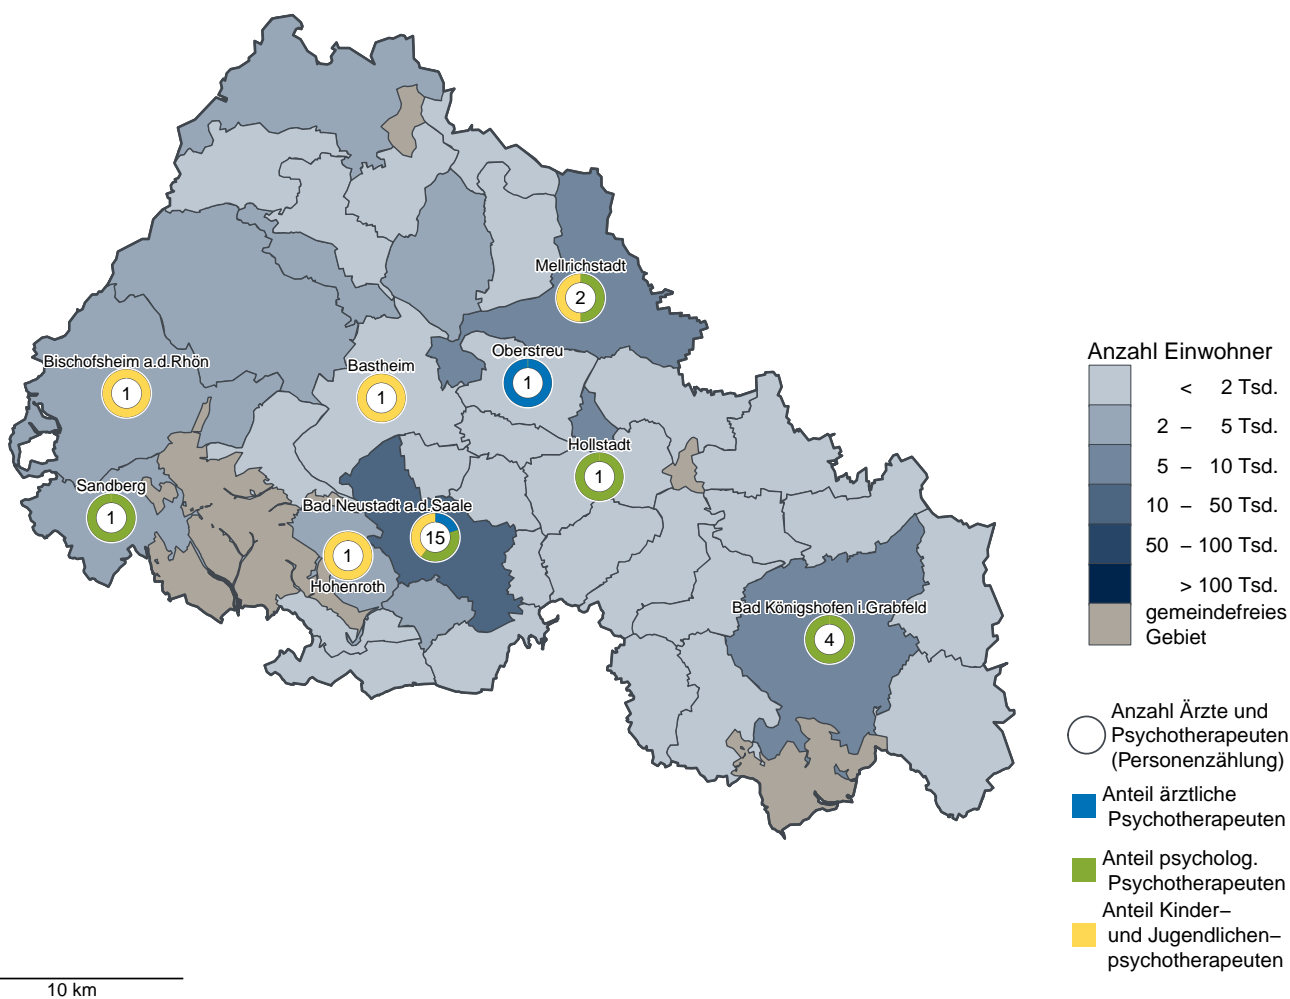 Mellrichstadt
2
Oberstreu
1
Bischofsheim a.d.Rhön
1
Bastheim
1
Hollstadt
1
Sandberg
1
Bad Neustadt a.d.Saale
15
1
Hohenroth
Bad Königshofen i.Grabfeld
4
Anzahl Einwohner
< 2 Tsd.
2 – 5 Tsd.
5 – 10 Tsd.
10 – 50 Tsd.
50 – 100 Tsd.
> 100 Tsd.
gemeindefreies
Gebiet
Anzahl Ärzte und
Psychotherapeuten
(Personenzählung)
Anteil ärztliche
Psychotherapeuten
Anteil psycholog.
Psychotherapeuten
Anteil Kinder–
und Jugendlichen–
psychotherapeuten
10 km